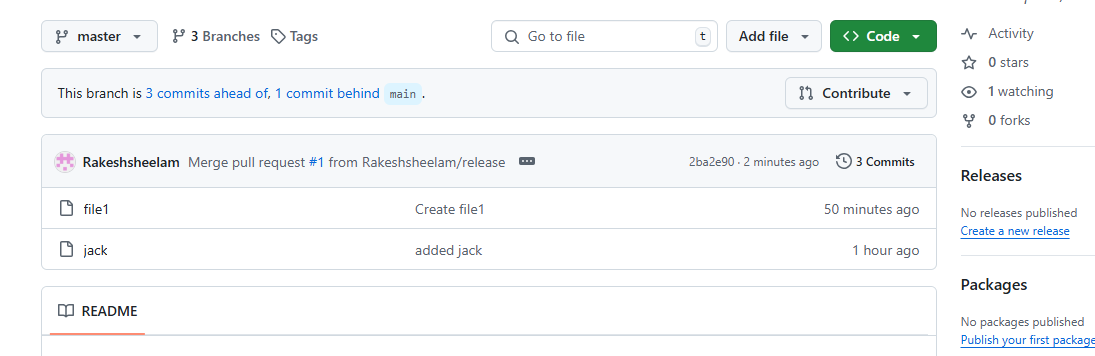 master
3 Branches
Tags
Go to file
t
Add file
Code
This branch is 3 commits ahead of, 1 commit behind main .
Contribute
Rakeshsheelam Merge pull request #1 from Rakeshsheelam/release
2ba2e90 · 2 minutes ago
3 Commits
file1 Create file1 50 minutes ago
jack added jack 1 hour ago
README
Activity
0 stars
1 watching
0 forks
Releases
No releases published
Create a new release
Packages
No packages published
Publish your first package